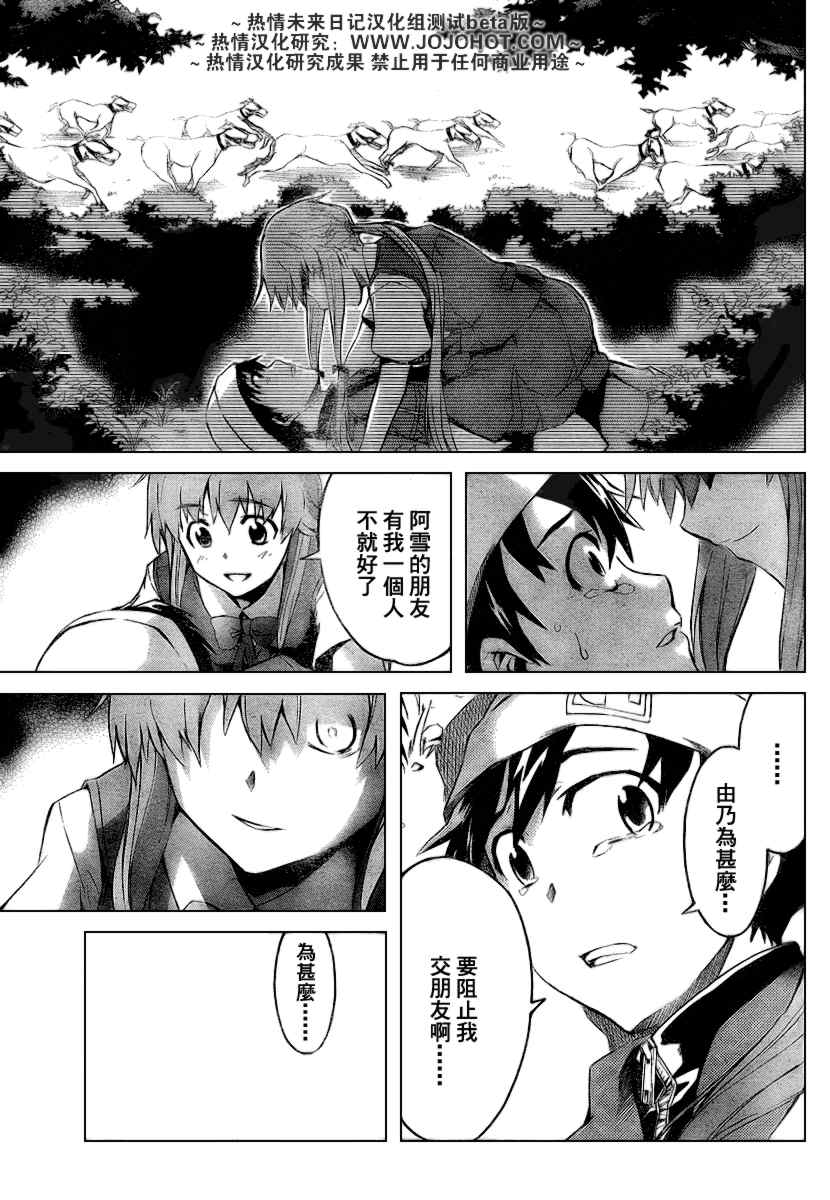 ~ 热情未来日记汉化组测试beta版 ~
~ 热情汉化研究：WWW.JOJOHOT.COM ~
~ 热情汉化研究成果 禁止用于任何商业用途 ~
阿雪的朋友
有我一個人
不就好了
……
由乃為甚麼……
要阻止我
交朋友啊……
為甚麼……